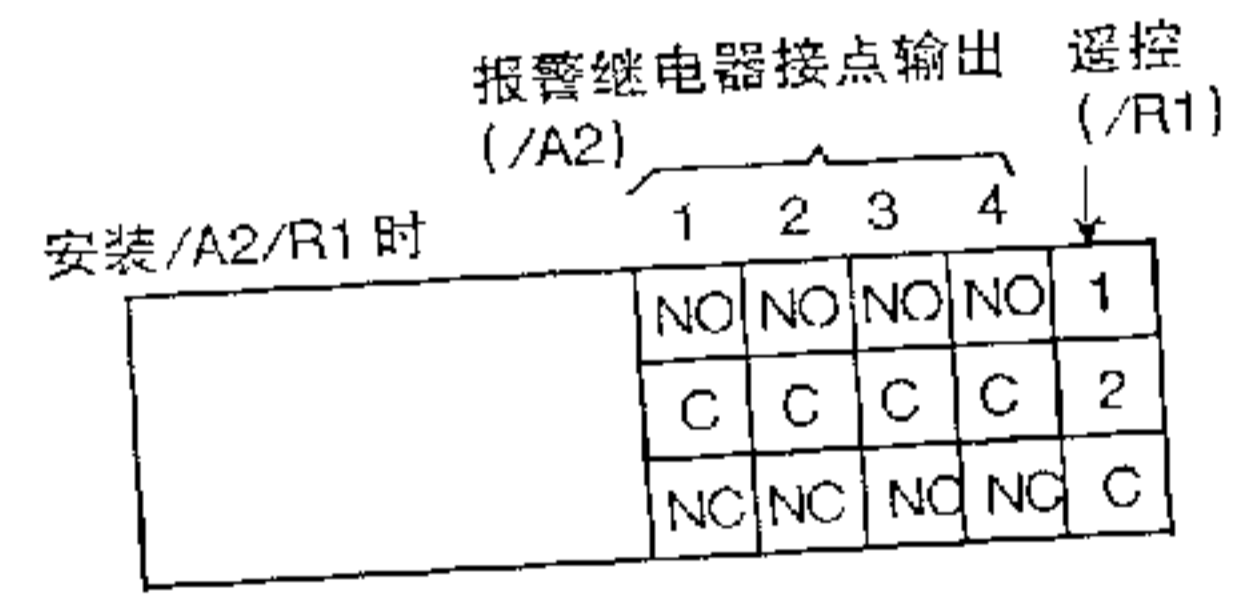 报警继电器接点输出 遥控
(/A2) (/R1)
1 2 3 4
安装/A2/R1时
NO NO NO NO 1
C C C C 2
NC NC NC NC C